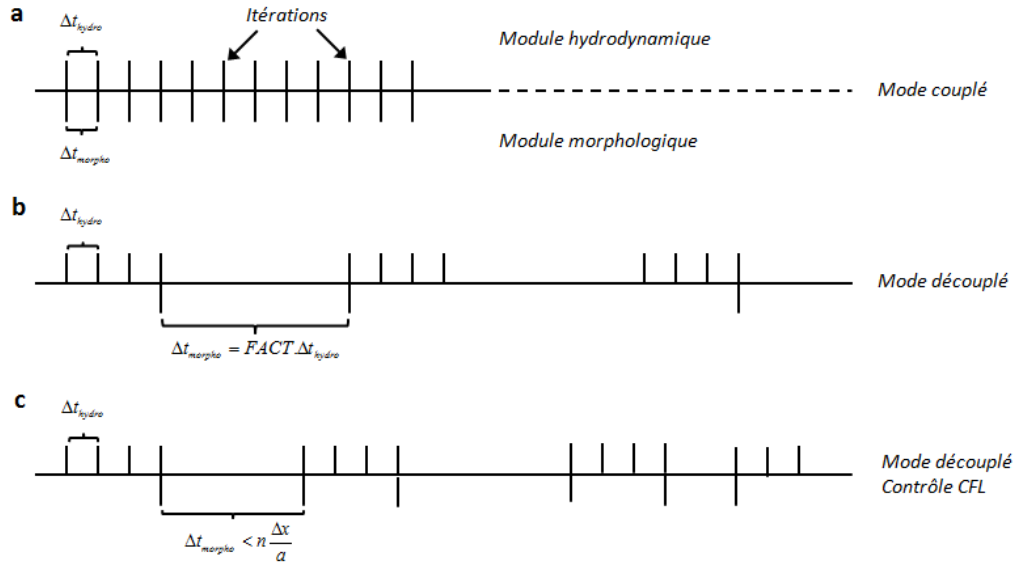 a
Δt_hydro
Itérations
Module hydrodynamique
Mode couplé
Module morphologique
Δt_morpho
b
Δt_hydro
Mode découplé
Δt_morpho = FACT.Δt_hydro
c
Δt_hydro
Mode découplé
Contrôle CFL
Δt_morpho < n Δx/a